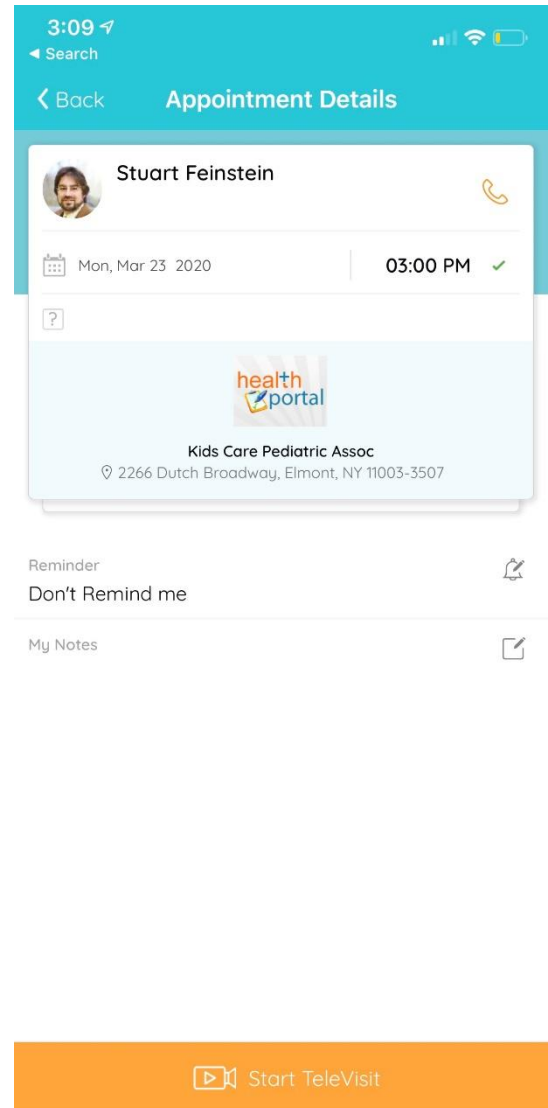 3:09
Search
Back Appointment Details
Stuart Feinstein
Mon, Mar 23 2020 03:00 PM
?
health
portal
Kids Care Pediatric Assoc
2266 Dutch Broadway, Elmont, NY 11003-3507
Reminder
Don't Remind me
My Notes
Start TeleVisit